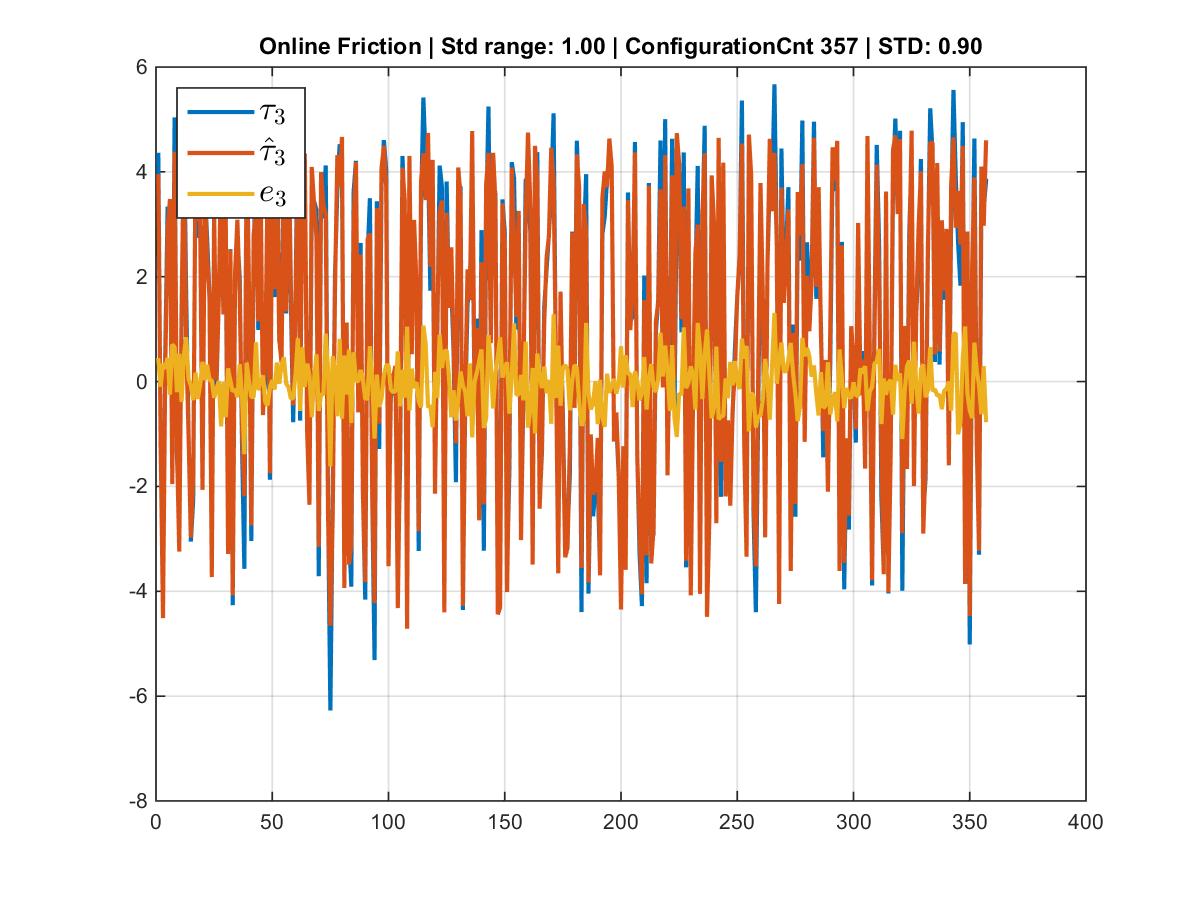 Online Friction | Std range: 1.00 | ConfigurationCnt 357 | STD: 0.90
6
τ₃
τ̂₃
e₃
4
2
0
-2
-4
-6
-8
0 50 100 150 200 250 300 350 400